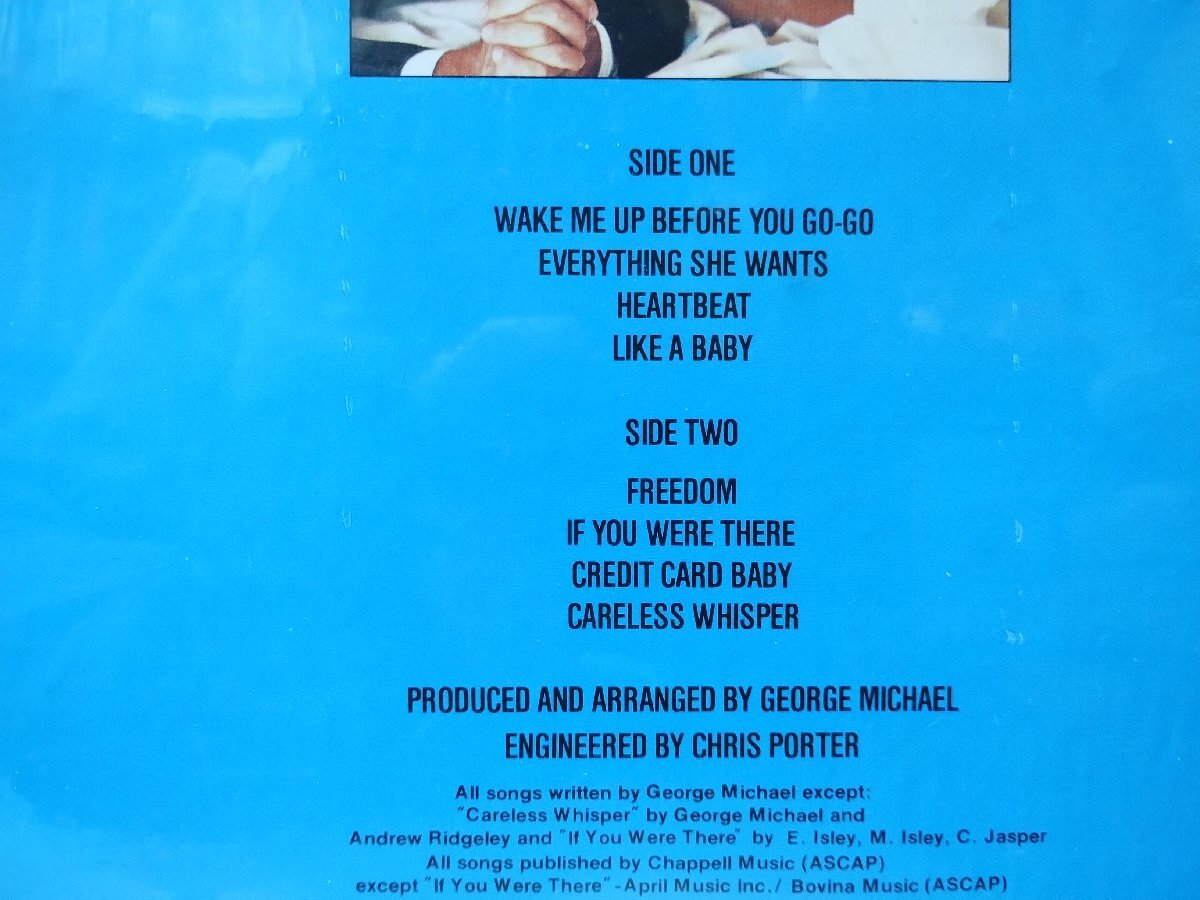 SIDE ONE
WAKE ME UP BEFORE YOU GO-GO
EVERYTHING SHE WANTS
HEARTBEAT
LIKE A BABY
SIDE TWO
FREEDOM
IF YOU WERE THERE
CREDIT CARD BABY
CARELESS WHISPER
PRODUCED AND ARRANGED BY GEORGE MICHAEL
ENGINEERED BY CHRIS PORTER
All songs written by George Michael except:
"Careless Whisper" by George Michael and
Andrew Ridgeley and "If You Were There" by E. Isley, M. Isley, C. Jasper
All songs published by Chappell Music (ASCAP)
except "If You Were There" - April Music Inc./ Bovina Music (ASCAP)